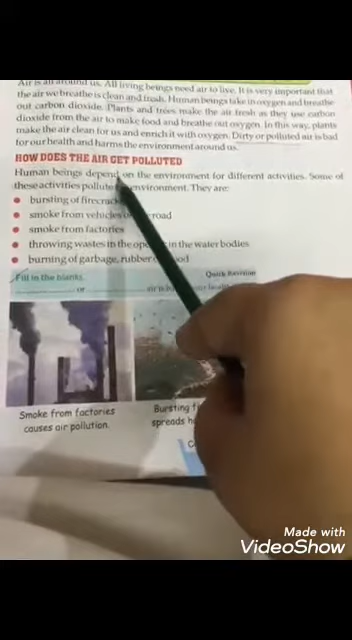 Air is all around us. All living beings need air to live. It is very important that
the air we breathe is clean and fresh. Human beings take in oxygen and breathe
out carbon dioxide. Plants and trees make the air fresh as they use carbon
dioxide from the air to make food and breathe out oxygen. In this way, plants
make the air clean for us and enrich it with oxygen. Dirty or polluted air is bad
for our health and harms the environment around us.
HOW DOES THE AIR GET POLLUTED
Human beings depend on the environment for different activities. Some of
these activities pollute environment. They are:
• bursting of firecrack
• smoke from vehicles o road
• smoke from factories
• throwing wastes in the ope in the water bodies
• burning of garbage, rubber ood
Quick Revision
Fill in the blanks.
or air is b
Smoke from factories
causes air pollution.
Bursting f
spreads h
Made with
VideoShow